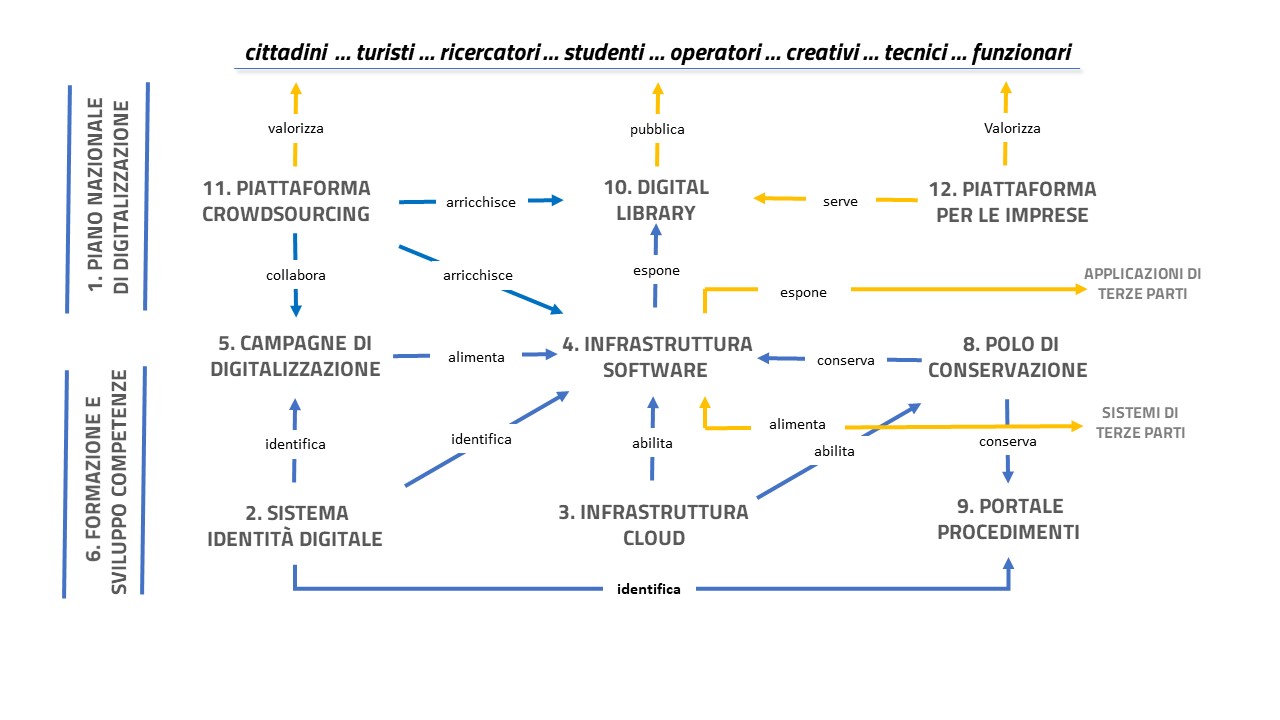 cittadini ... turisti ... ricercatori ... studenti ... operatori ... creativi ... tecnici ... funzionari
1. PIANO NAZIONALE
DI DIGITALIZZAZIONE
valorizza
pubblica
Valorizza
11. PIATTAFORMA
CROWDSOURCING
arricchisce
10. DIGITAL
LIBRARY
serve
12. PIATTAFORMA
PER LE IMPRESE
collabora
arricchisce
espone
espone
APPLICAZIONI DI
TERZE PARTI
5. CAMPAGNE DI
DIGITALIZZAZIONE
alimenta
4. INFRASTRUTTURA
SOFTWARE
conserva
8. POLO DI
CONSERVAZIONE
6. FORMAZIONE E
SVILUPPO COMPETENZE
identifica
identifica
abilita
alimenta
abilita
conserva
SISTEMI DI
TERZE PARTI
2. SISTEMA
IDENTITÀ DIGITALE
3. INFRASTRUTTURA
CLOUD
9. PORTALE
PROCEDIMENTI
identifica